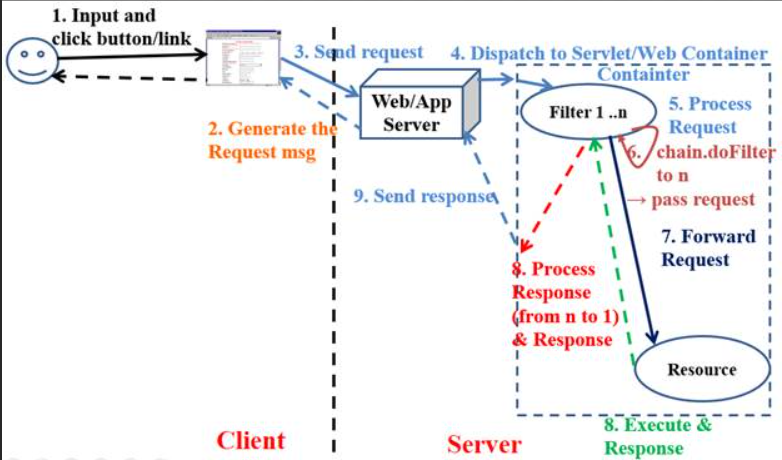 1. Input and
click button/link
3. Send request
4. Dispatch to Servlet/Web Container
Containter
Web/App
Server
Filter 1 ..n
5. Process
Request
2. Generate the
Request msg
6. chain.doFilter
to n
→ pass request
9. Send response
7. Forward
Request
8. Process
Response
(from n to 1)
& Response
Resource
8. Execute &
Response
Client
Server